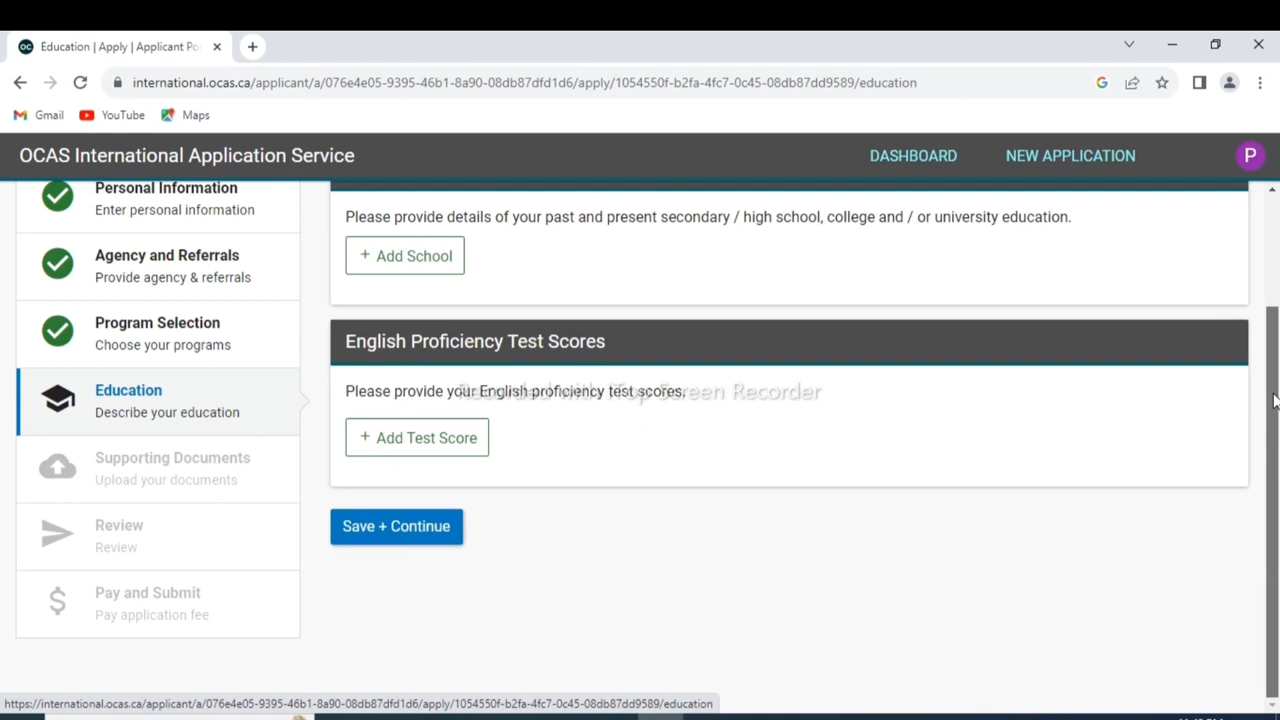 Education | Apply | Applicant Po
international.ocas.ca/applicant/a/076e4e05-9395-46b1-8a90-08db87dfd1d6/apply/1054550f-b2fa-4fc7-0c45-08db87dd9589/education
Gmail YouTube Maps
OCAS International Application Service DASHBOARD NEW APPLICATION P
Personal Information
Enter personal information
Agency and Referrals
Provide agency & referrals
Program Selection
Choose your programs
Education
Describe your education
Supporting Documents
Upload your documents
Review
Review
$ Pay and Submit
Pay application fee
Please provide details of your past and present secondary / high school, college and / or university education.
+ Add School
English Proficiency Test Scores
Please provide your English proficiency test scores.
Recorded with iTop Screen Recorder
+ Add Test Score
Save + Continue
https://international.ocas.ca/applicant/a/076e4e05-9395-46b1-8a90-08db87dfd1d6/apply/1054550f-b2fa-4fc7-0c45-08db87dd9589/education